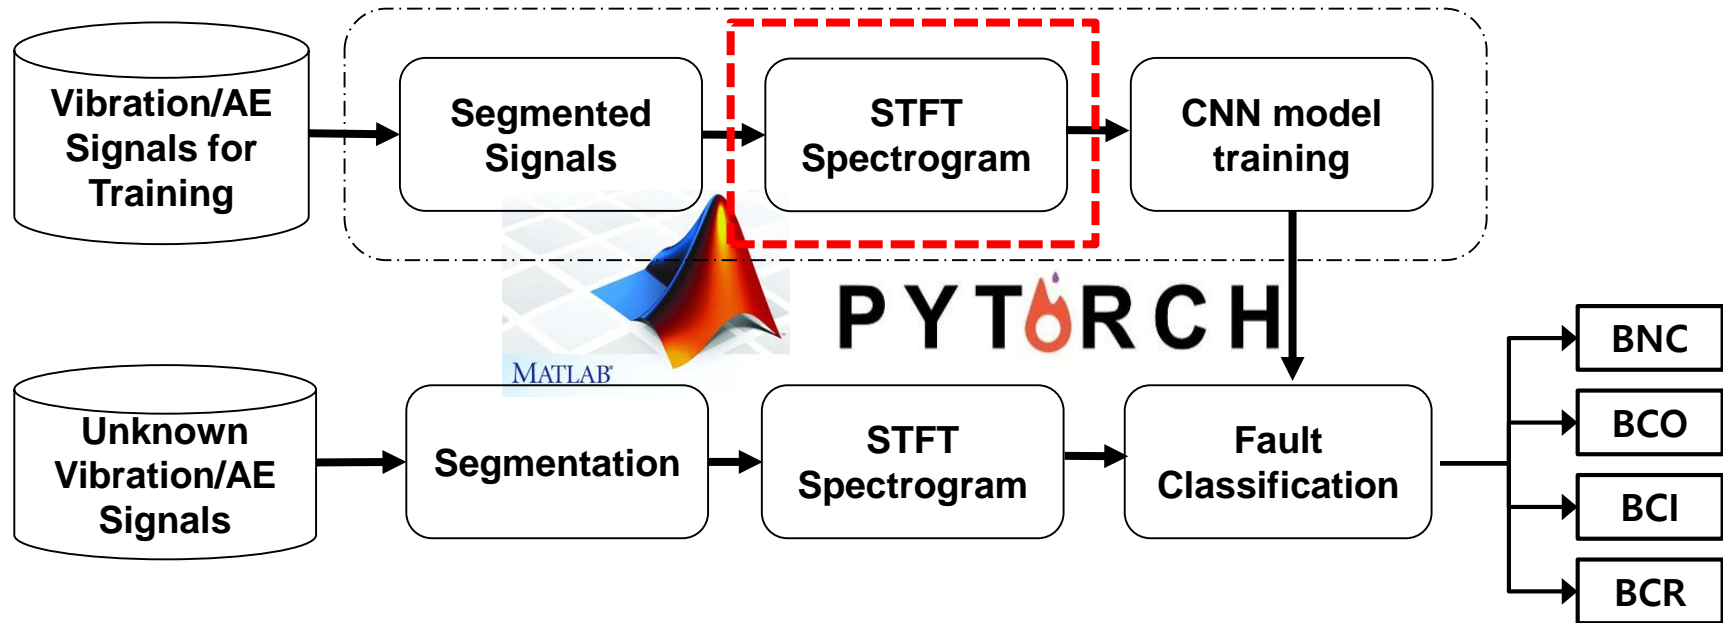 Vibration/AE
Signals for
Training
Segmented
Signals
STFT
Spectrogram
CNN model
training
MATLAB®
PYTORCH
Unknown
Vibration/AE
Signals
Segmentation
STFT
Spectrogram
Fault
Classification
BNC
BCO
BCI
BCR